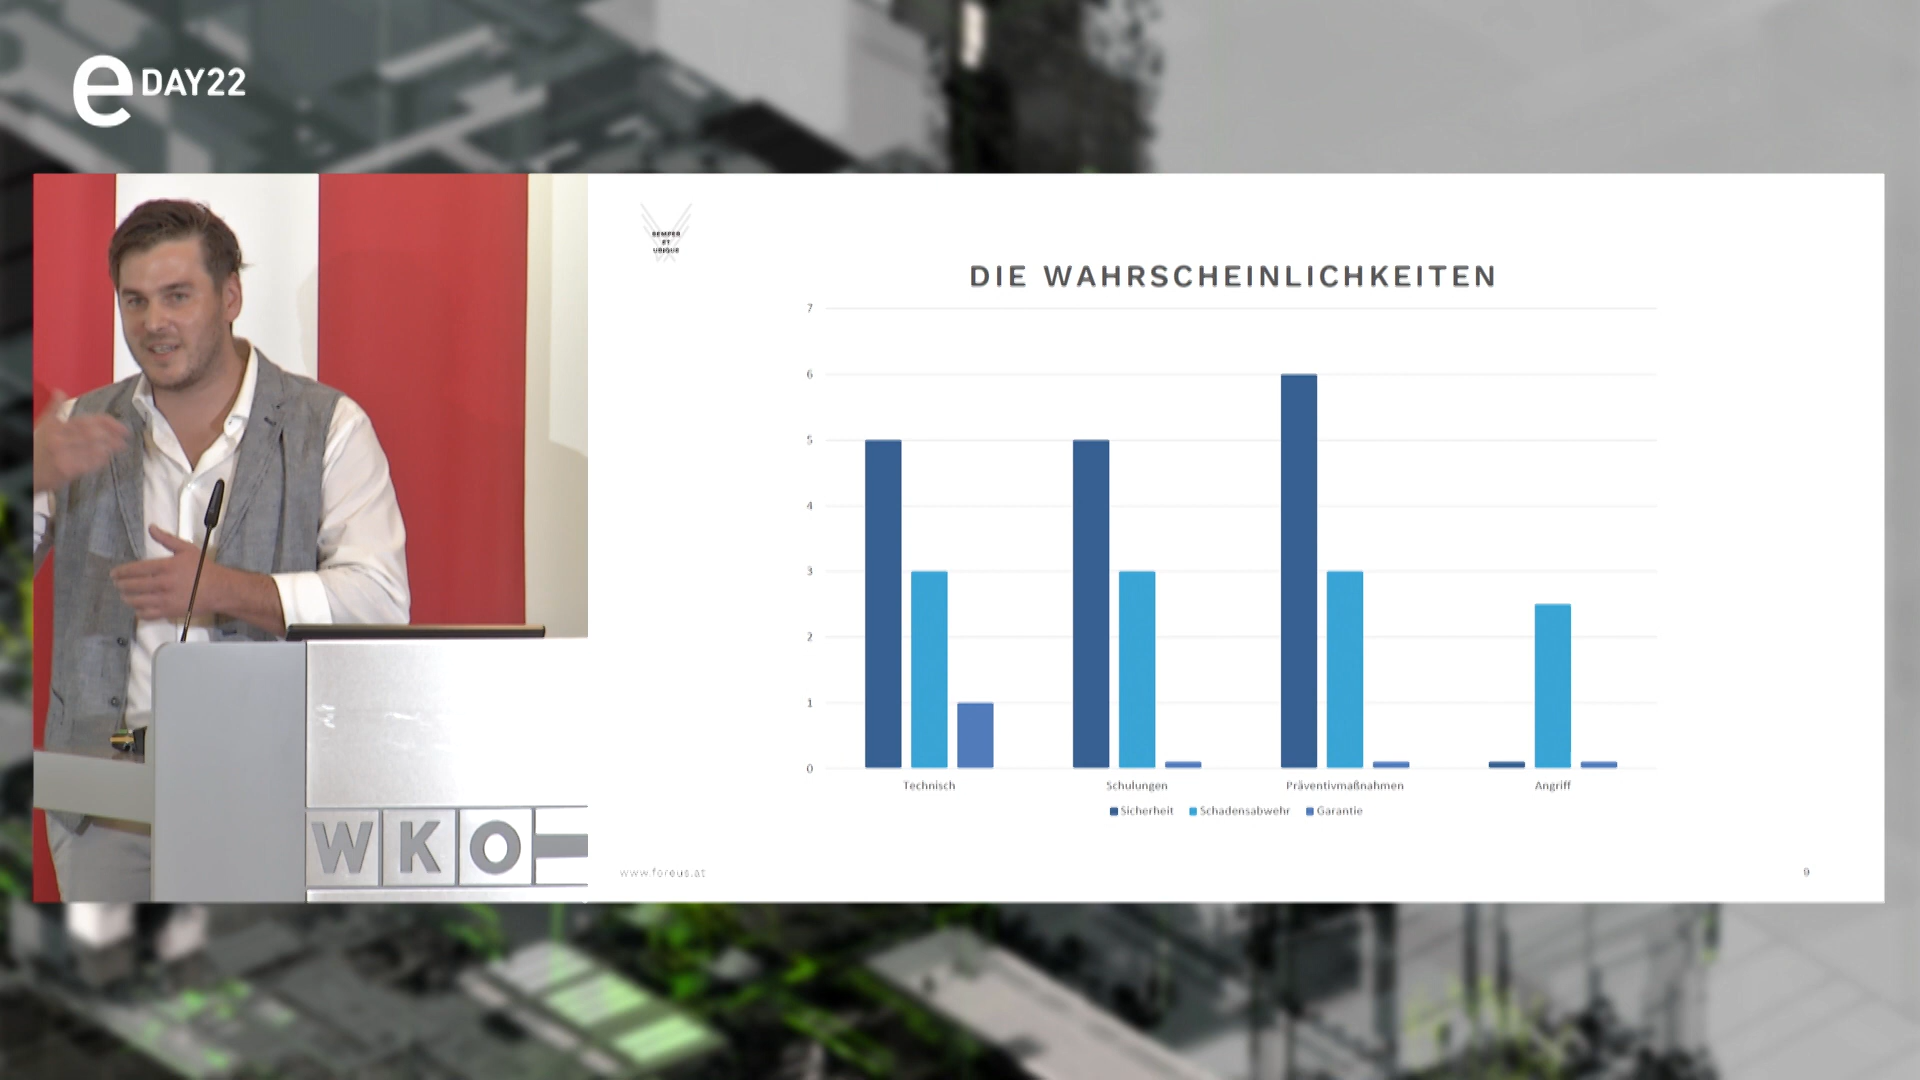 e DAY22
SEMPER
ET
UBIQUE
DIE WAHRSCHEINLICHKEITEN
7
6
5
4
3
2
1
0
Technisch Schulungen Präventivmaßnahmen Angriff
Sicherheit Schadensabwehr Garantie
WKO
www.foreus.at 9